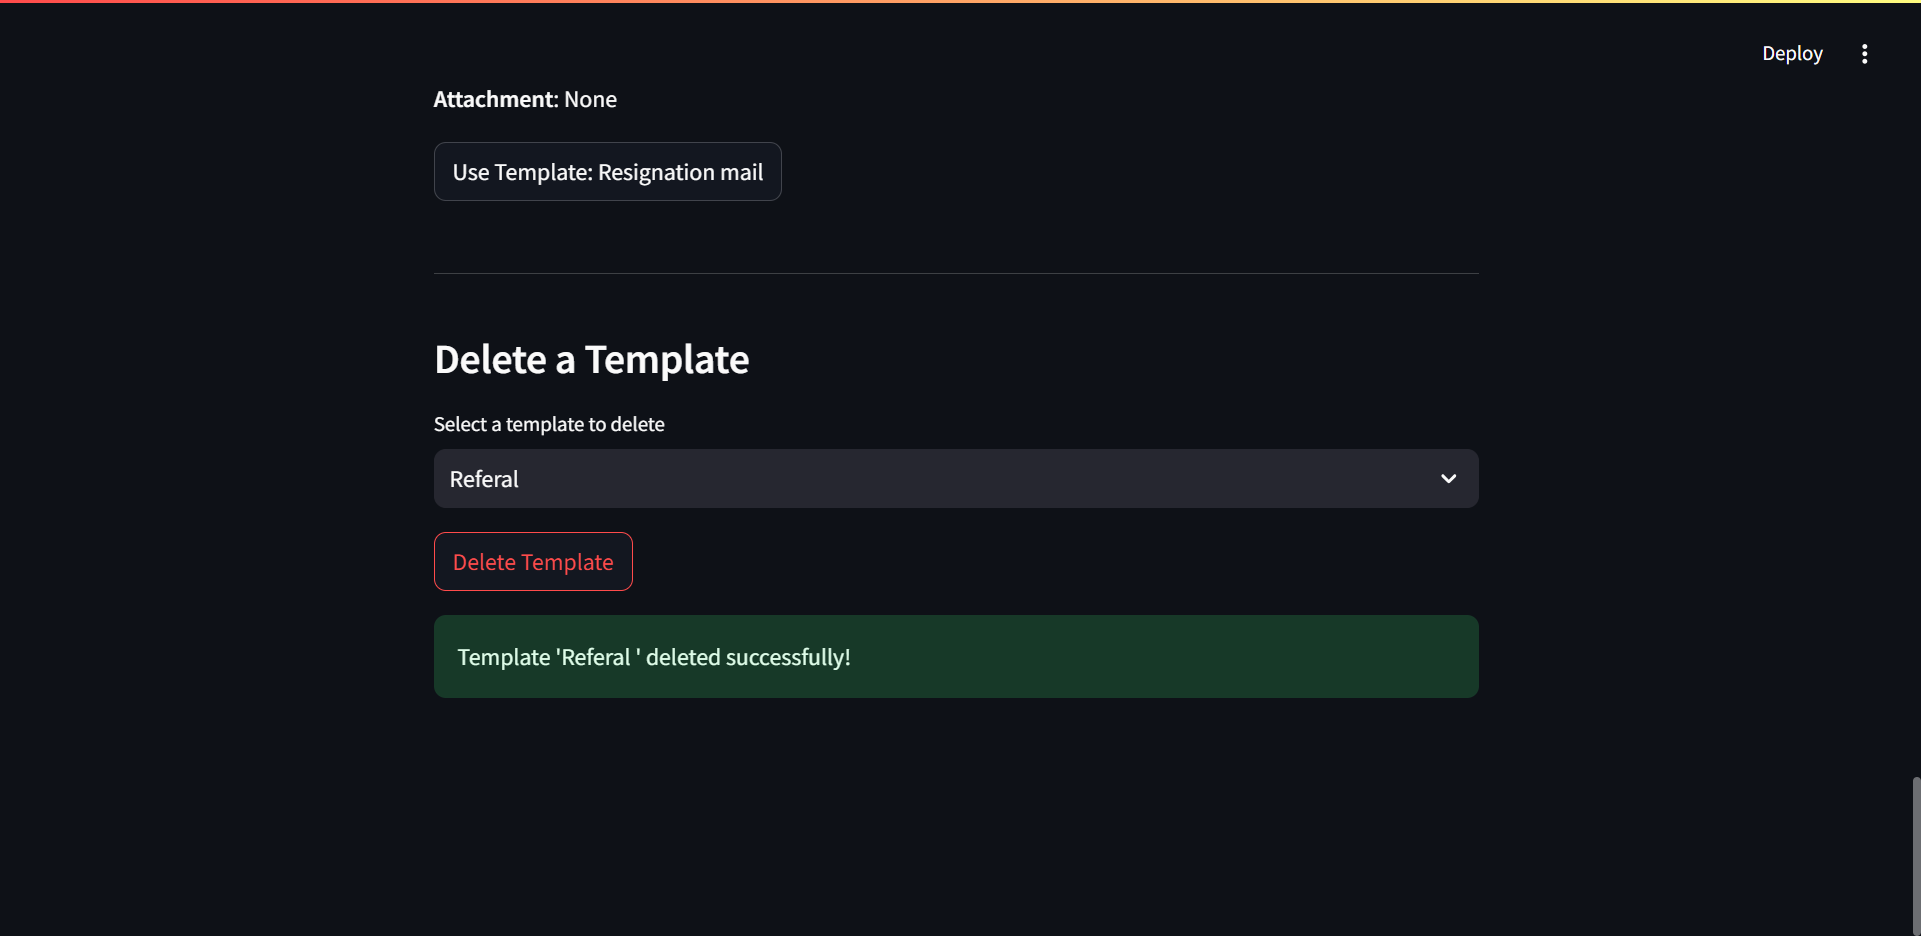 Deploy
Attachment: None
Use Template: Resignation mail
Delete a Template
Select a template to delete
Referal
Delete Template
Template 'Referal ' deleted successfully!